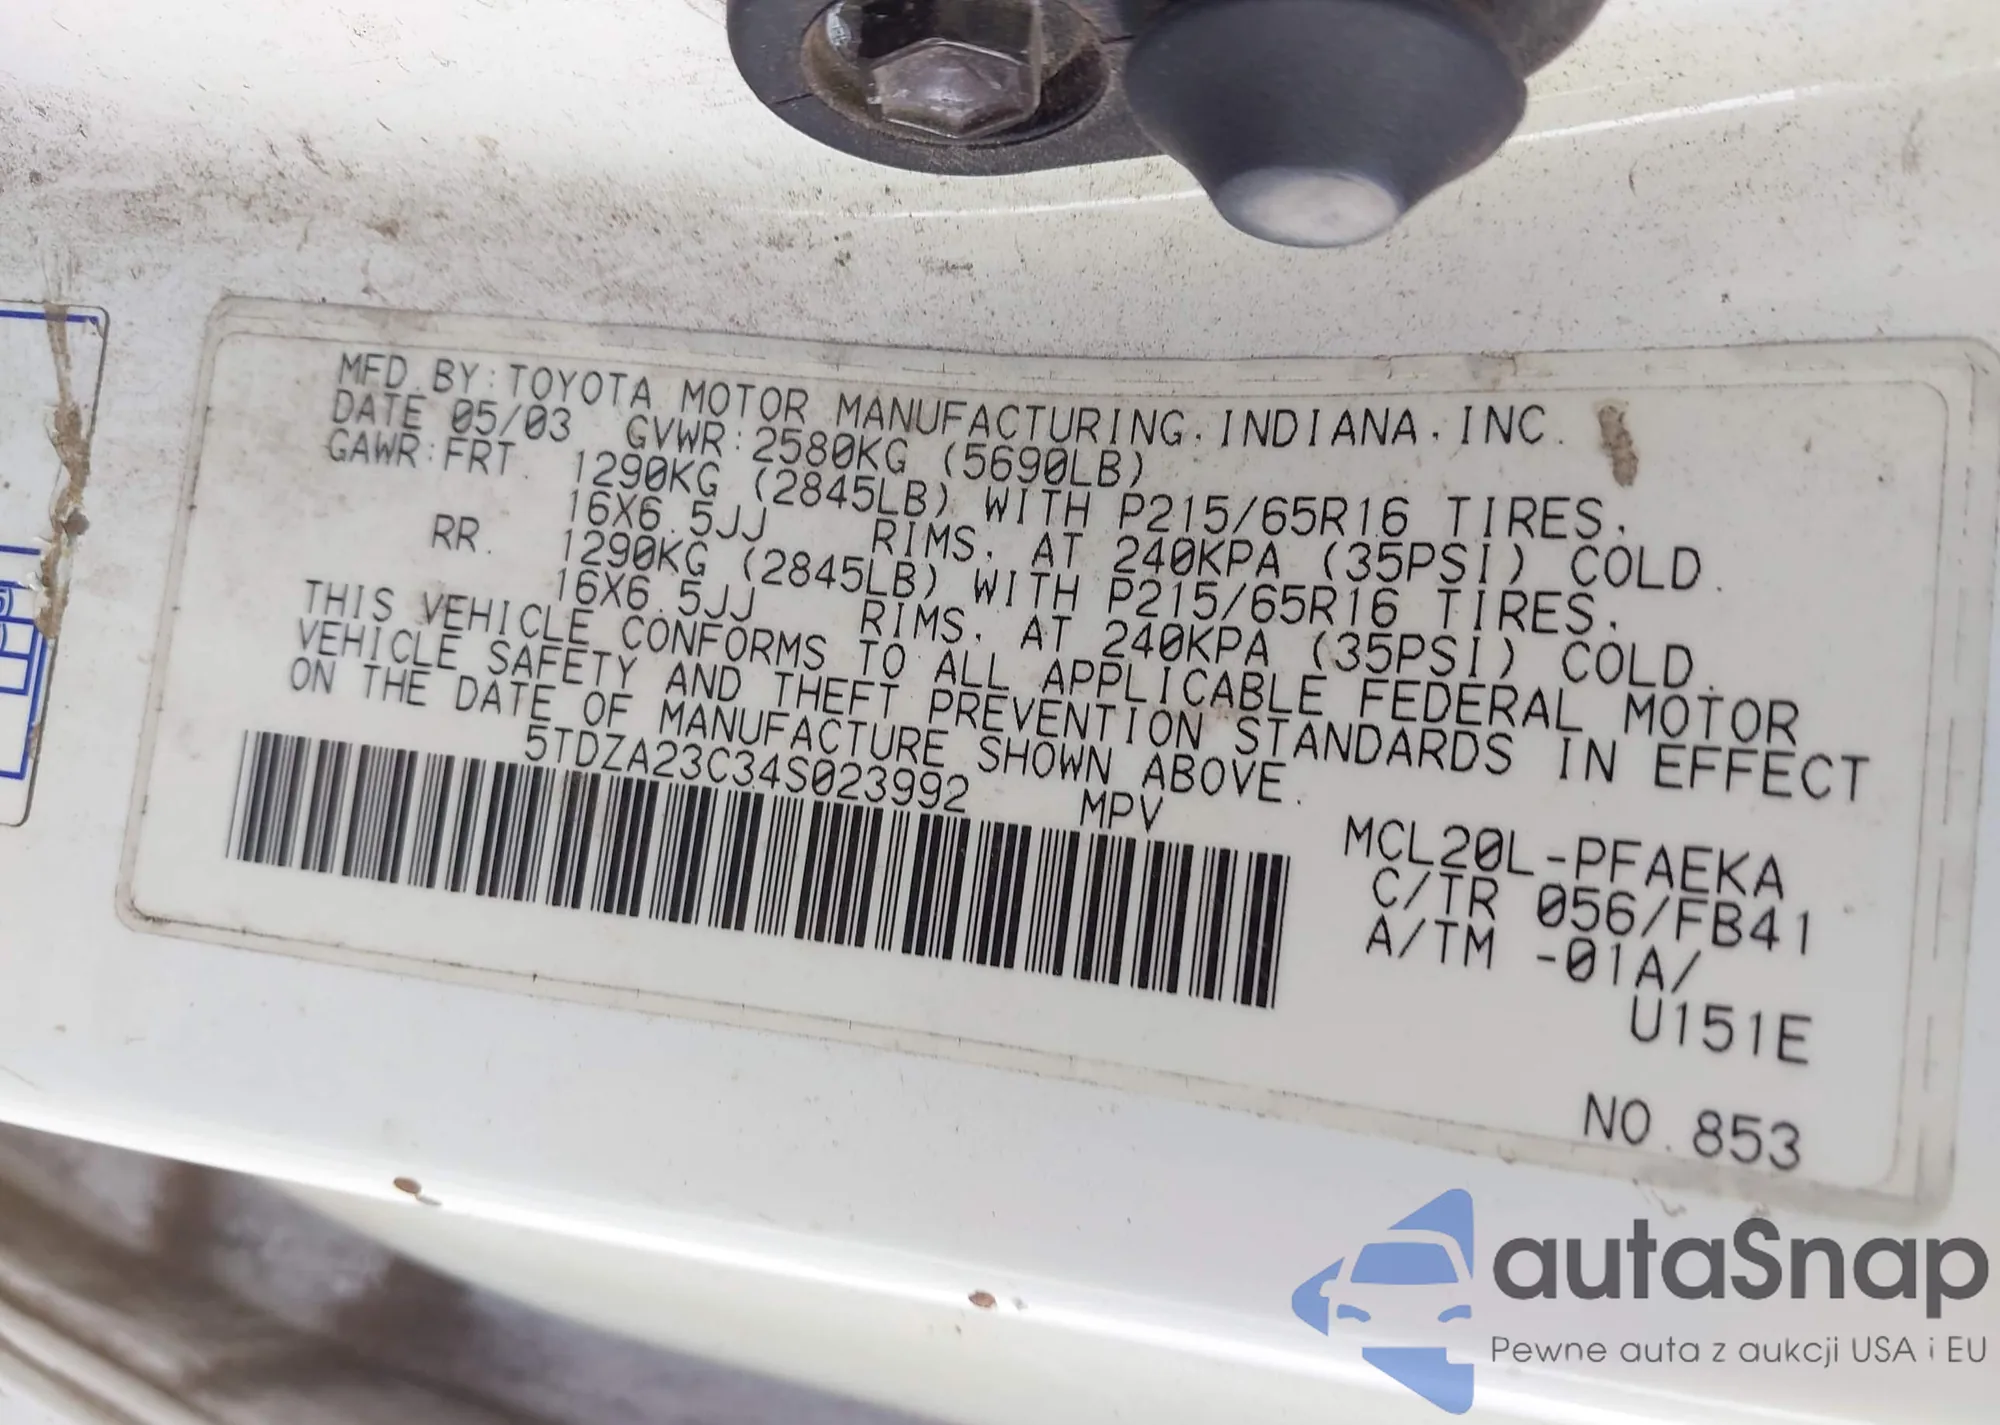 MFD.BY:TOYOTA MOTOR MANUFACTURING, INDIANA, INC.
DATE 05/03 GVWR:2580KG (5690LB)
GAWR:FRT. 1290KG (2845LB) WITH P215/65R16 TIRES,
16X6.5JJ RIMS, AT 240KPA (35PSI) COLD.
RR. 1290KG (2845LB) WITH P215/65R16 TIRES,
16X6.5JJ RIMS, AT 240KPA (35PSI) COLD.
THIS VEHICLE CONFORMS TO ALL APPLICABLE FEDERAL MOTOR
VEHICLE SAFETY AND THEFT PREVENTION STANDARDS IN EFFECT
ON THE DATE OF MANUFACTURE SHOWN ABOVE.
5TDZA23C34S023992 MPV
MCL20L-PFAEKA
C/TR 056/FB41
A/TM -01A/
U151E
NO.853
autaSnap
Pewne auta z aukcji USA i EU